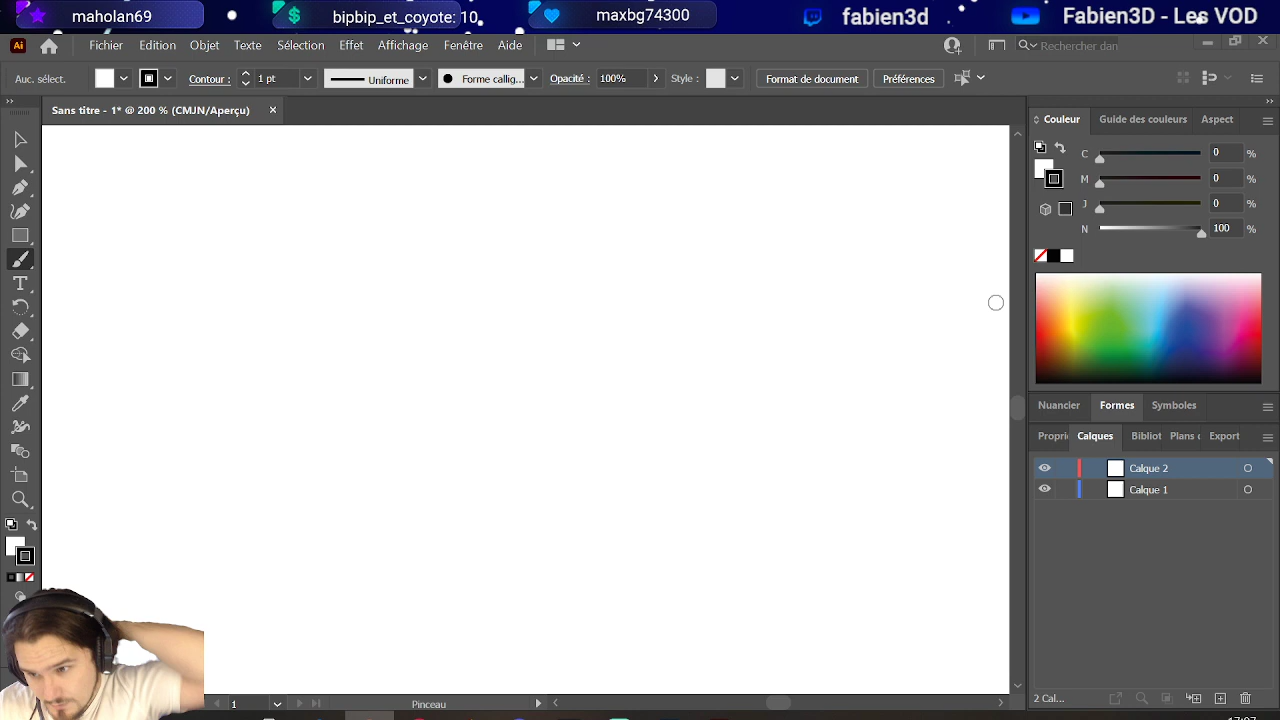 maholan69
bipbip_et_coyote: 10
maxbg74300
fabien3d
Fabien3D - Les VOD
Ai
Fichier Edition Objet Texte Sélection Effet Affichage Fenêtre Aide
Rechercher dan
Auc. sélect.
Contour :
1 pt
Uniforme
Forme callig...
Opacité :
100%
Style :
Format de document
Préférences
Sans titre - 1* @ 200 % (CMJN/Aperçu)
Couleur Guide des couleurs Aspect
C 0 %
M 0 %
J 0 %
N 100 %
Nuancier Formes Symboles
Propri Calques Bibliot Plans d Export
Calque 2
Calque 1
2 Cal...
1
Pinceau